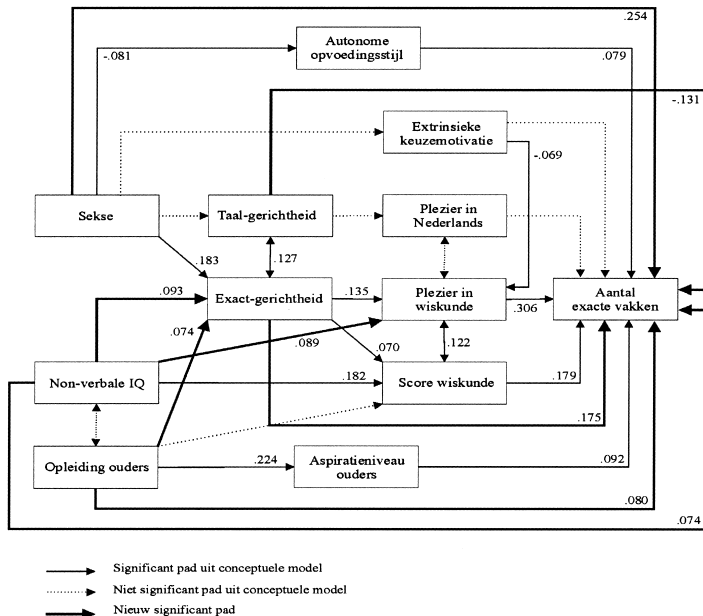 .254
Autonome
opvoedingsstijl
-.081
.079
-.131
Extrinsieke
keuzemotivatie
-.069
Sekse
Taal-gerichtheid
Plezier in
Nederlands
.183
.127
.093
Exact-gerichtheid
.135
Plezier in
wiskunde
.306
Aantal
exacte vakken
.074
.089
.070
.122
Non-verbale IQ
.182
Score wiskunde
.179
.175
Opleiding ouders
.224
Aspiratieniveau
ouders
.092
.080
.074
Significant pad uit conceptuele model
Niet significant pad uit conceptuele model
Nieuw significant pad